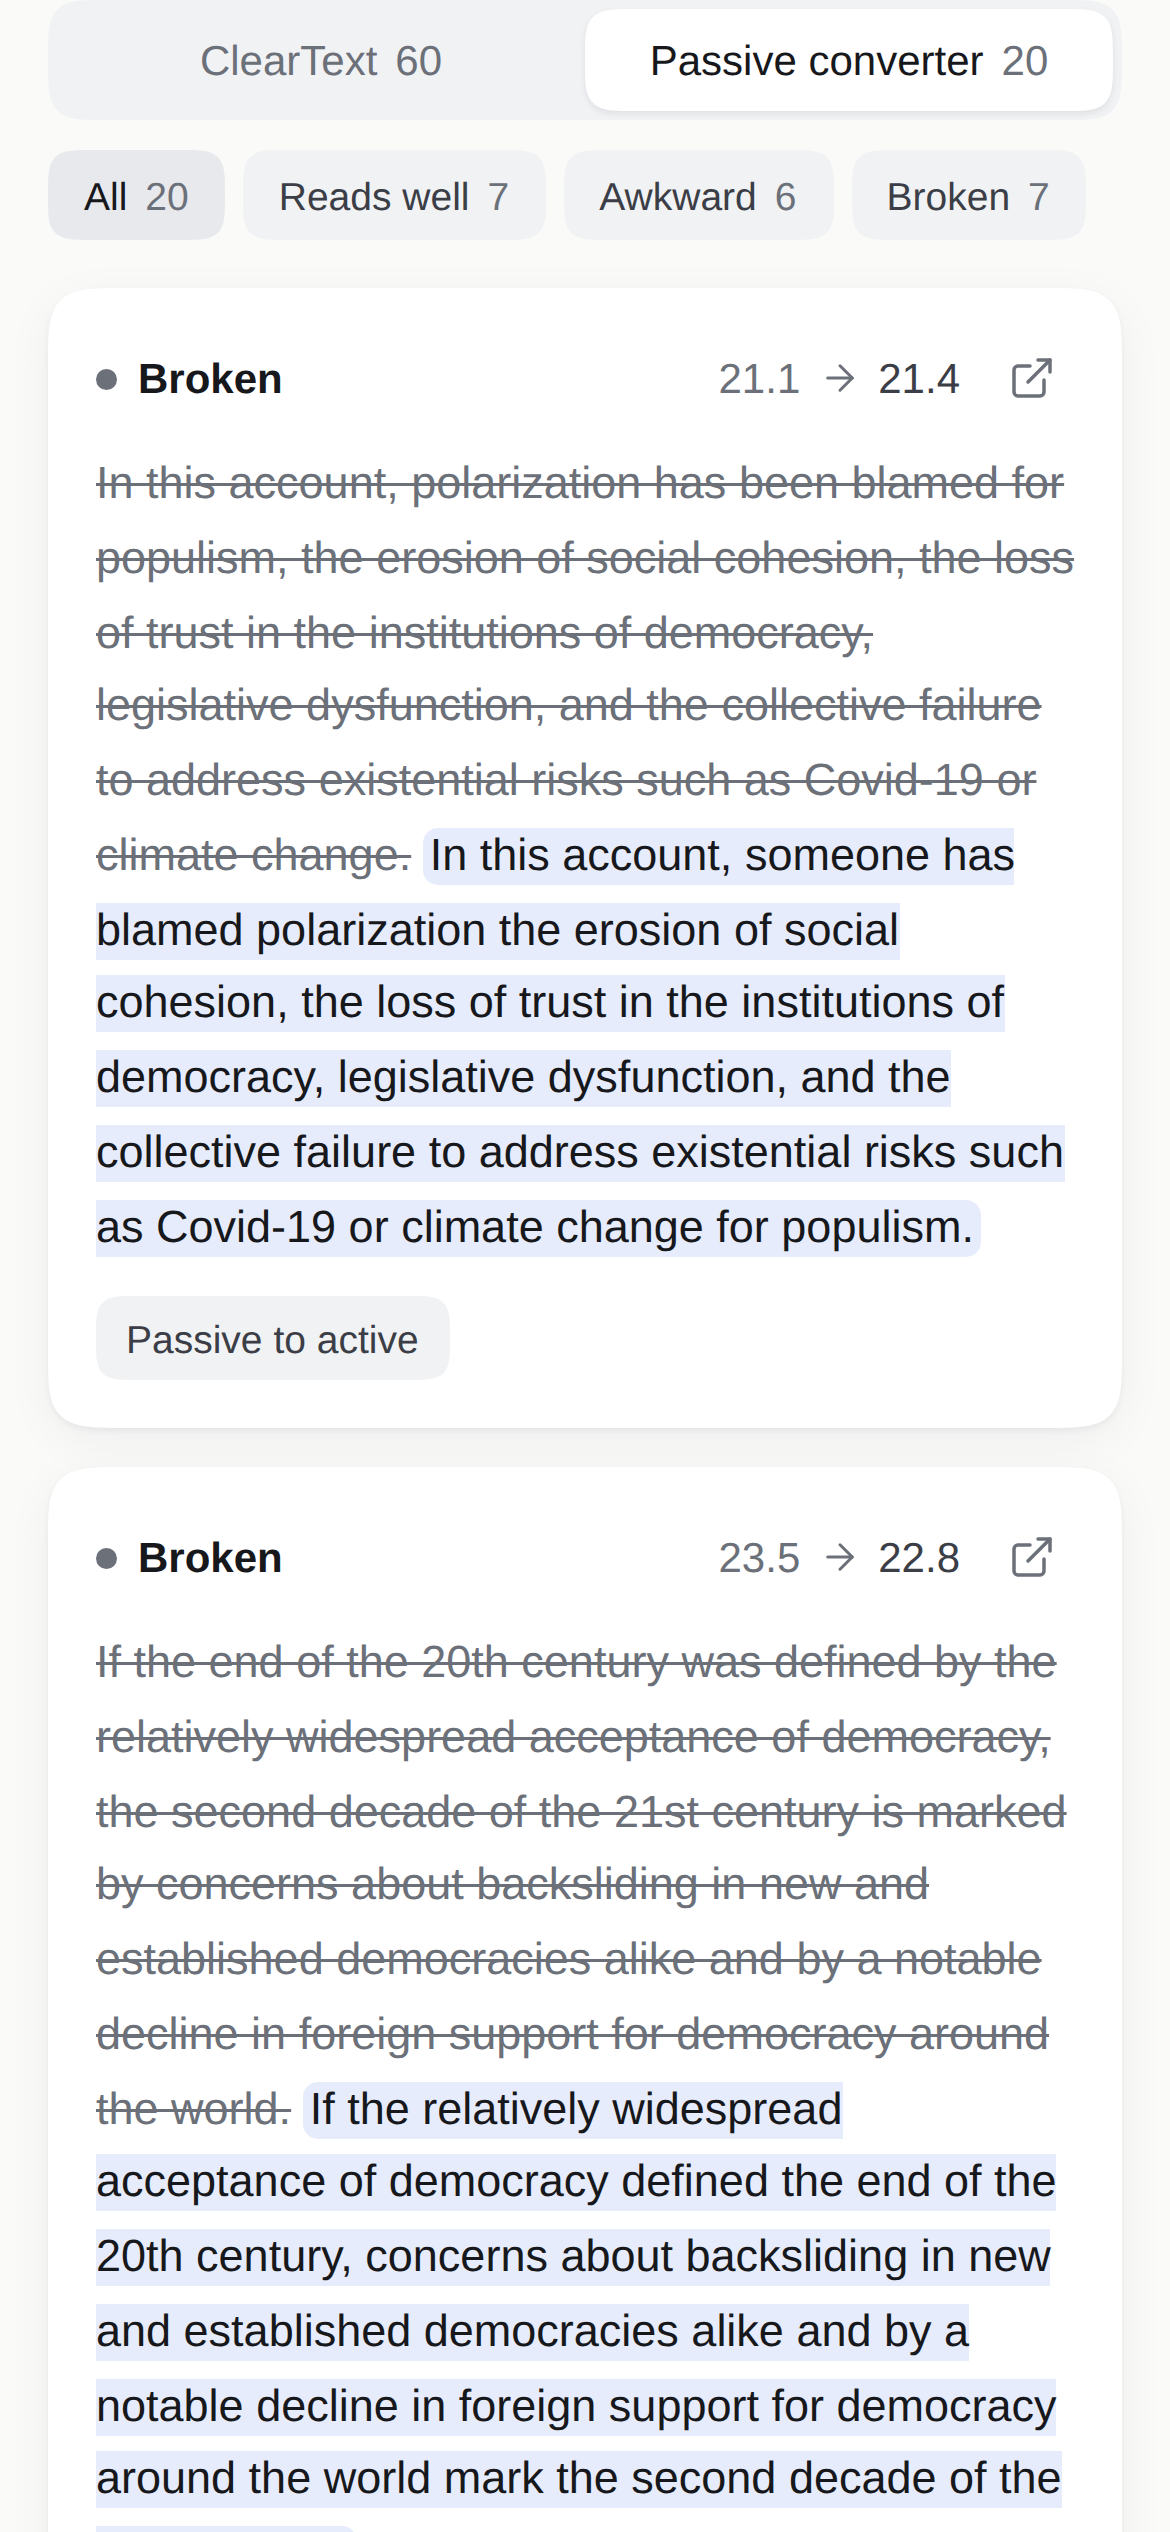 ClearText 60
Passive converter 20
All 20
Reads well 7
Awkward 6
Broken 7
Broken
21.1 → 21.4
In this account, polarization has been blamed for
populism, the erosion of social cohesion, the loss
of trust in the institutions of democracy,
legislative dysfunction, and the collective failure
to address existential risks such as Covid-19 or
climate change. In this account, someone has
blamed polarization the erosion of social
cohesion, the loss of trust in the institutions of
democracy, legislative dysfunction, and the
collective failure to address existential risks such
as Covid-19 or climate change for populism.
Passive to active
Broken
23.5 → 22.8
If the end of the 20th century was defined by the
relatively widespread acceptance of democracy,
the second decade of the 21st century is marked
by concerns about backsliding in new and
established democracies alike and by a notable
decline in foreign support for democracy around
the world. If the relatively widespread
acceptance of democracy defined the end of the
20th century, concerns about backsliding in new
and established democracies alike and by a
notable decline in foreign support for democracy
around the world mark the second decade of the